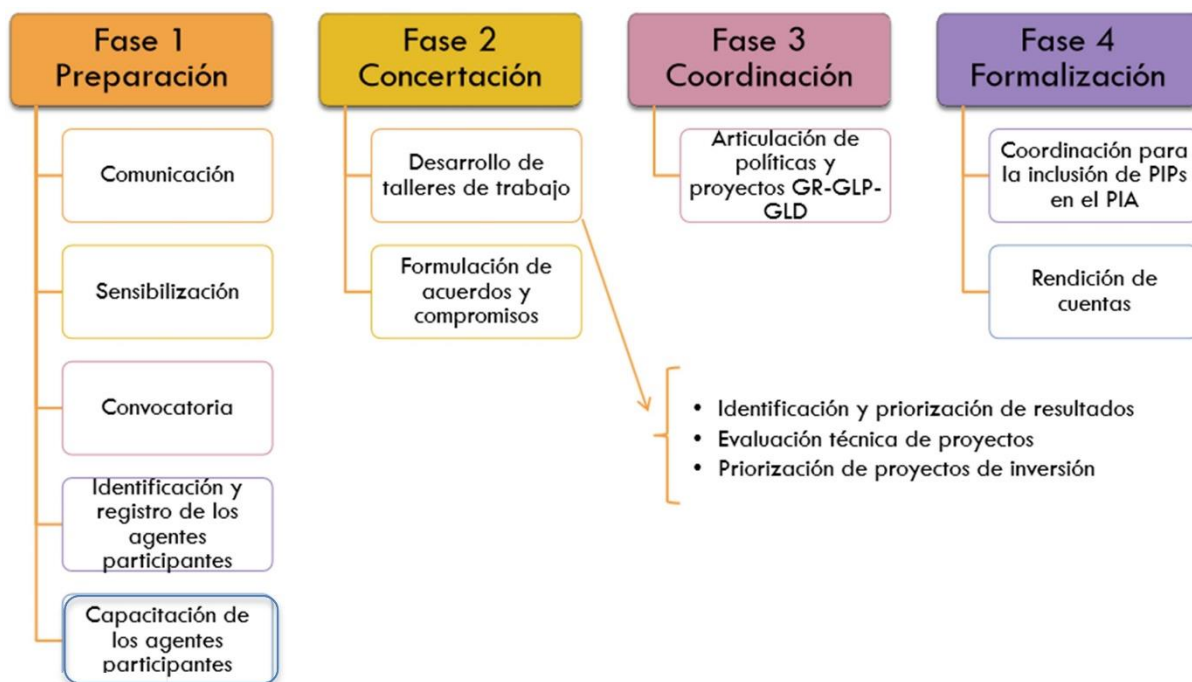 Fase 1
Preparación
Comunicación
Sensibilización
Convocatoria
Identificación y
registro de los
agentes
participantes
Capacitación de
los agentes
participantes
Fase 2
Concertación
Desarrollo de
talleres de trabajo
Formulación de
acuerdos y
compromisos
Fase 3
Coordinación
Articulación de
políticas y
proyectos GR-GLP-
GLD
Fase 4
Formalización
Coordinación para
la inclusión de PIPs
en el PIA
Rendición de
cuentas
• Identificación y priorización de resultados
• Evaluación técnica de proyectos
• Priorización de proyectos de inversión